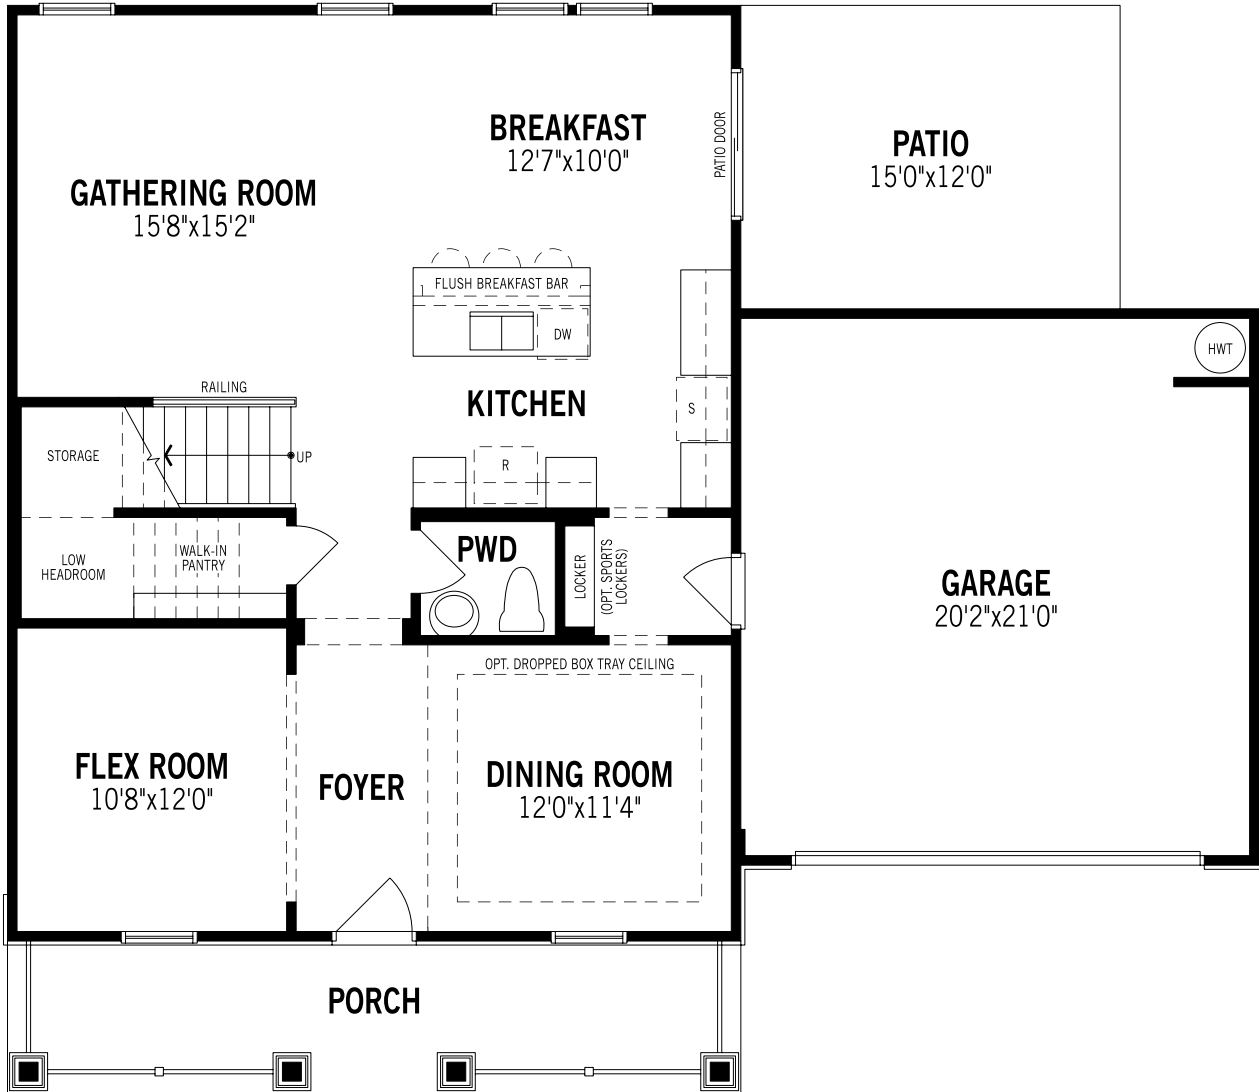 BREAKFAST
12'7"x10'0"
PATIO DOOR
PATIO
15'0"x12'0"
GATHERING ROOM
15'8"x15'2"
FLUSH BREAKFAST BAR
DW
HWT
RAILING
KITCHEN
S
STORAGE
UP
R
LOW
HEADROOM
WALK-IN
PANTRY
PWD
LOCKER
(OPT. SPORTS
LOCKERS)
GARAGE
20'2"x21'0"
OPT. DROPPED BOX TRAY CEILING
FLEX ROOM
10'8"x12'0"
FOYER
DINING ROOM
12'0"x11'4"
PORCH